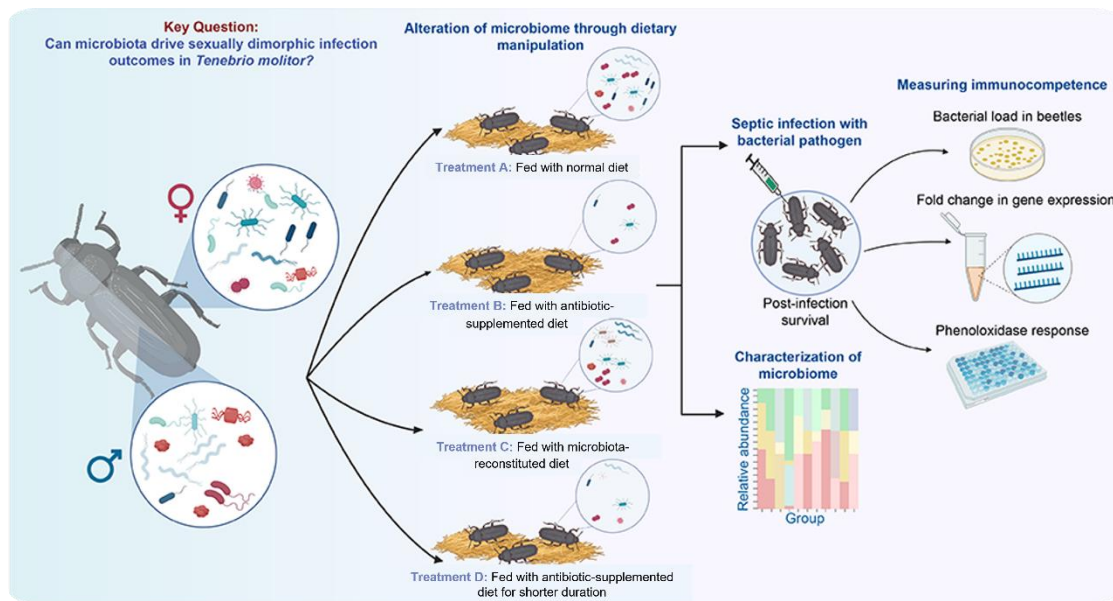 Key Question:
Can microbiota drive sexually dimorphic infection
outcomes in Tenebrio molitor?
Alteration of microbiome through dietary
manipulation
Treatment A: Fed with normal diet
Treatment B: Fed with antibiotic-
supplemented diet
Treatment C: Fed with microbiota-
reconstituted diet
Treatment D: Fed with antibiotic-supplemented
diet for shorter duration
Septic infection with
bacterial pathogen
Post-infection
survival
Characterization of
microbiome
Relative abundance
Group
Measuring immunocompetence
Bacterial load in beetles
Fold change in gene expression
Phenoloxidase response